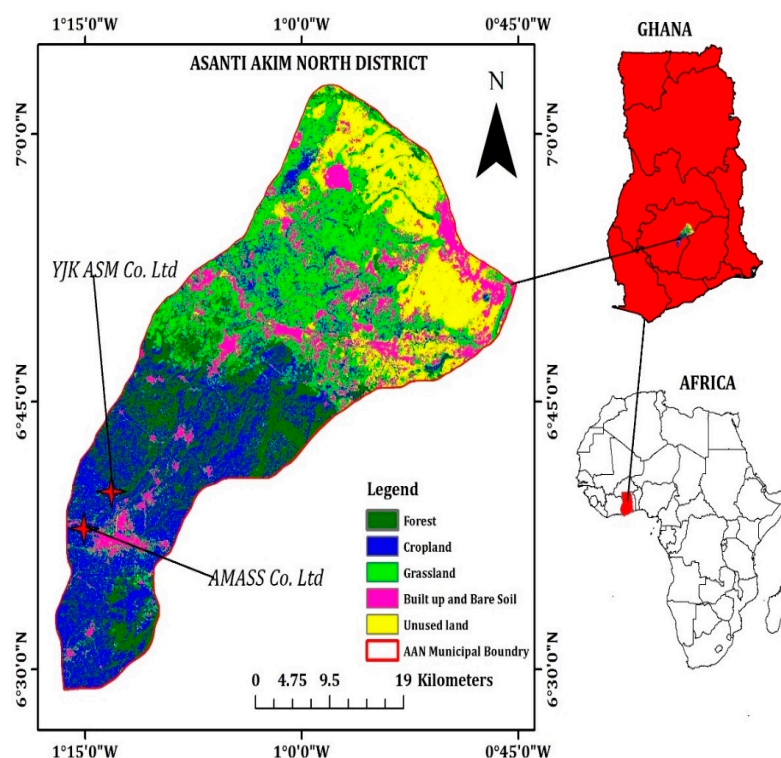 1°15'0"W 1°0'0"W 0°45'0"W
ASANTI AKIM NORTH DISTRICT
N
7°0'0"N
7°0'0"N
YJK ASM Co. Ltd
6°45'0"N
6°45'0"N
AMASS Co. Ltd
6°30'0"N
6°30'0"N
Legend
Forest
Cropland
Grassland
Built up and Bare Soil
Unused land
AAN Municipal Boundry
0 4.75 9.5 19 Kilometers
1°15'0"W 1°0'0"W 0°45'0"W
GHANA
AFRICA